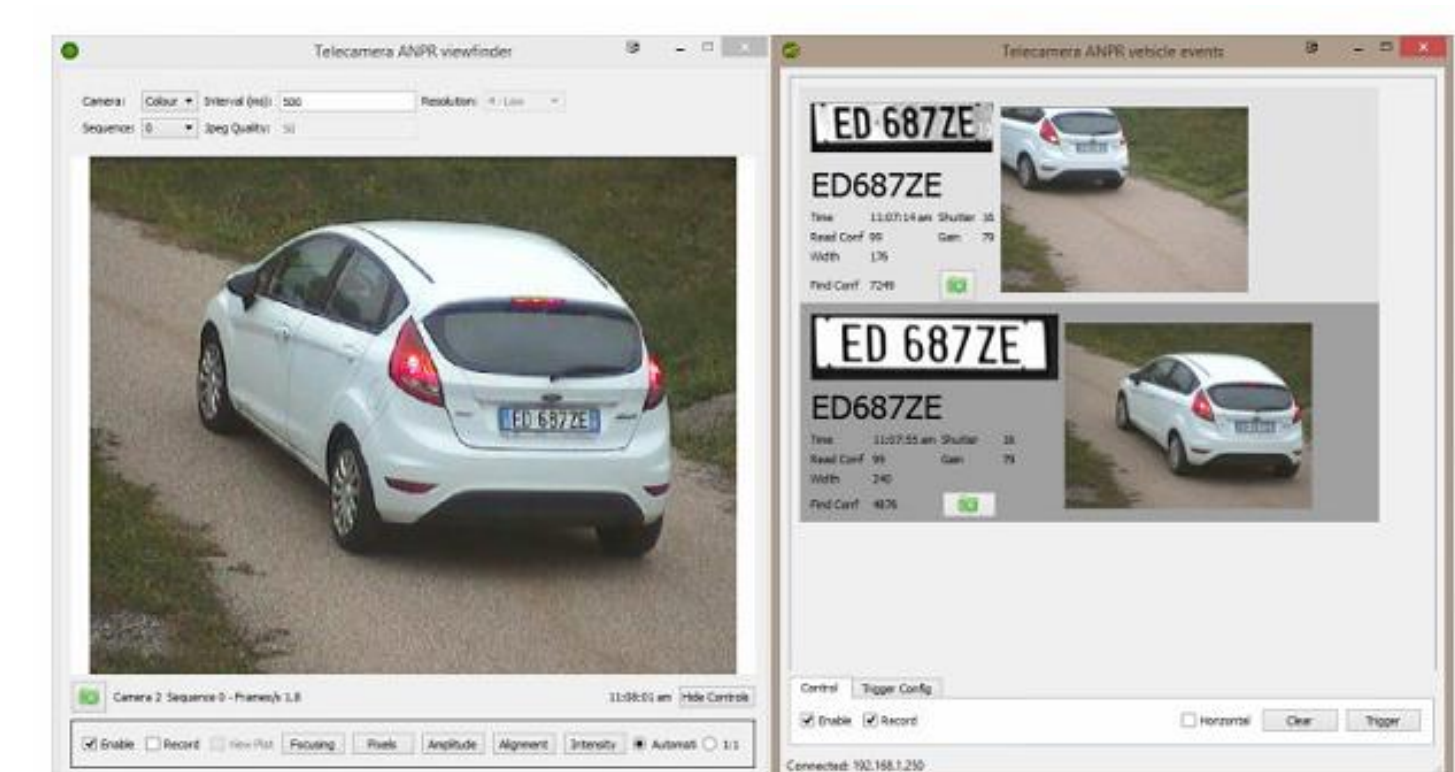 Telecamera ANPR viewfinder
Camera: Colour Interval (ms): 500 Resolution: 4 : Low
Sequence: 0 Jpeg Quality: 50
ED 687ZE
Camera 2 Sequence 0 - Frames/s 1.8 11:08:01 am Hide Controls
Enable Record View Plot Focusing Pixels Amplitude Alignment Intensity Automati 1:1
Telecamera ANPR vehicle events
ED 687ZE
ED687ZE
Time 11:07:14 am Shutter 16
Read Conf 99 Gain 79
Width 176
Find Conf 7249
ED 687ZE
ED687ZE
Time 11:07:55 am Shutter 16
Read Conf 99 Gain 79
Width 240
Find Conf 4876
Control Trigger Config
Enable Record Horizontal Clear Trigger
Connected: 192.168.1.250